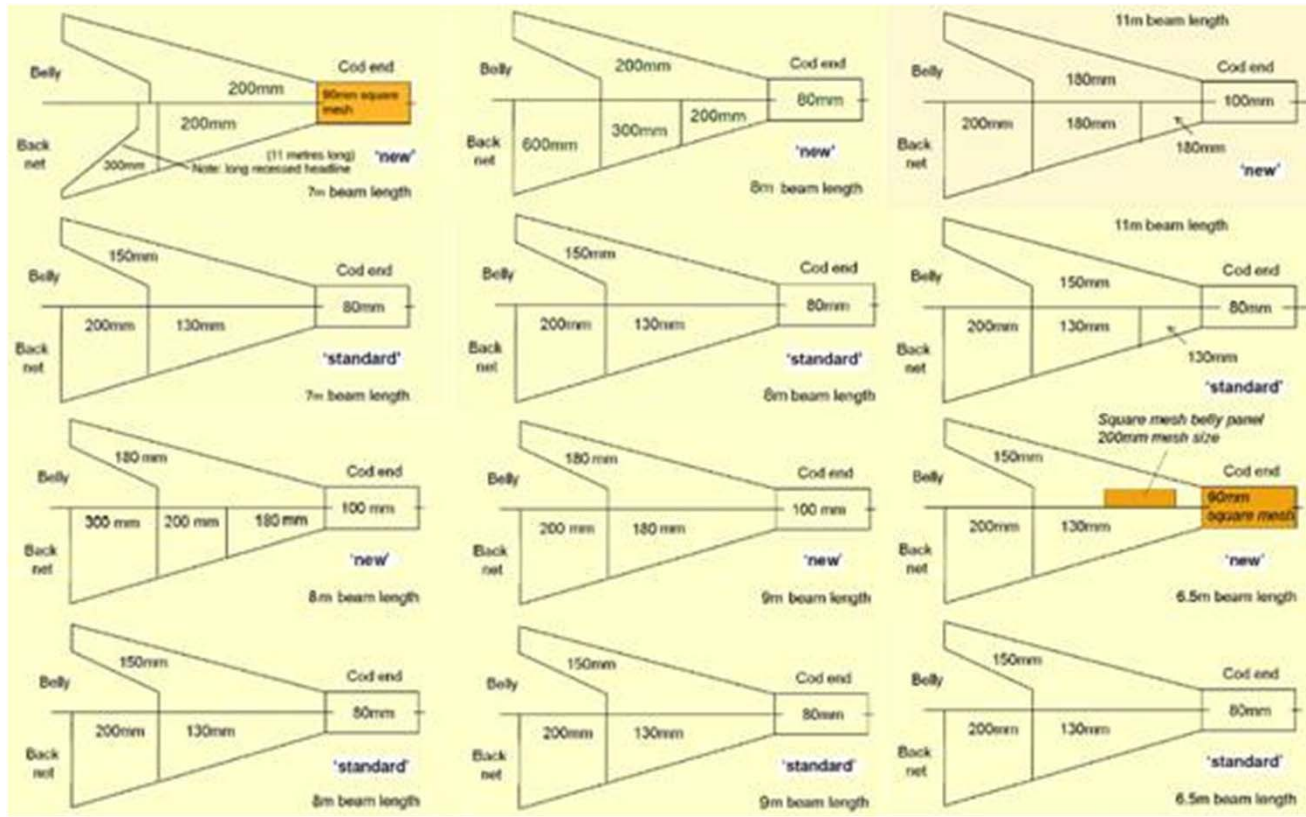 Belly
200mm
Cod end
90mm square
mesh
200mm
Back
net
300mm
(11 metres long)
Note: long recessed headline
'new'
7m beam length
Belly
200mm
Cod end
80mm
Back
net
600mm
300mm
200mm
'new'
8m beam length
11m beam length
Belly
180mm
Cod end
100mm
Back
net
200mm
180mm
180mm
'new'
150mm
Belly
Cod end
80mm
200mm
130mm
Back
net
'standard'
7m beam length
150mm
Belly
Cod end
80mm
200mm
130mm
Back
net
'standard'
8m beam length
11m beam length
Belly
150mm
Cod end
80mm
200mm
130mm
Back
net
130mm
'standard'
180 mm
Belly
Cod end
100 mm
300 mm
200 mm
180 mm
Back
net
'new'
8m beam length
180 mm
Belly
Cod end
100 mm
200 mm
180 mm
Back
net
'new'
9m beam length
Square mesh belly panel
200mm mesh size
150mm
Belly
Cod end
square mesh
200mm
130mm
Back
net
'new'
6.5m beam length
150mm
Belly
Cod end
80mm
200mm
130mm
Back
net
'standard'
8m beam length
150mm
Belly
Cod end
80mm
200mm
130mm
Back
net
'standard'
9m beam length
150mm
Belly
Cod end
80mm
200mm
130mm
Back
net
'standard'
6.5m beam length